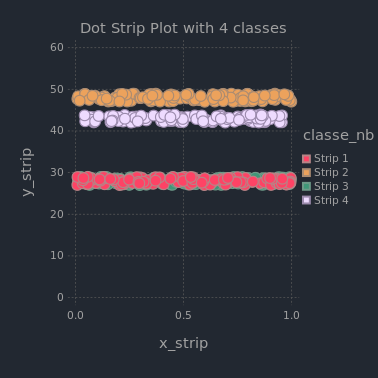 Dot Strip Plot with 4 classes
60
50
40
30
20
10
0
0.0
0.5
1.0
x_strip
y_strip
classe_nb
Strip 1
Strip 2
Strip 3
Strip 4